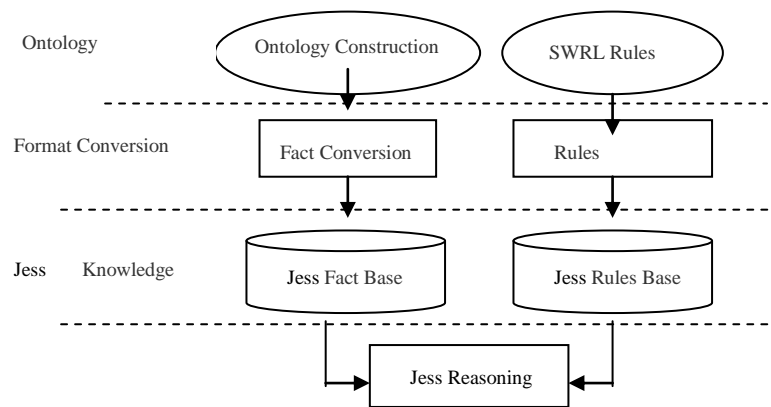 Ontology
Ontology Construction
SWRL Rules
Format Conversion
Fact Conversion
Rules
Jess Knowledge
Jess Fact Base
Jess Rules Base
Jess Reasoning